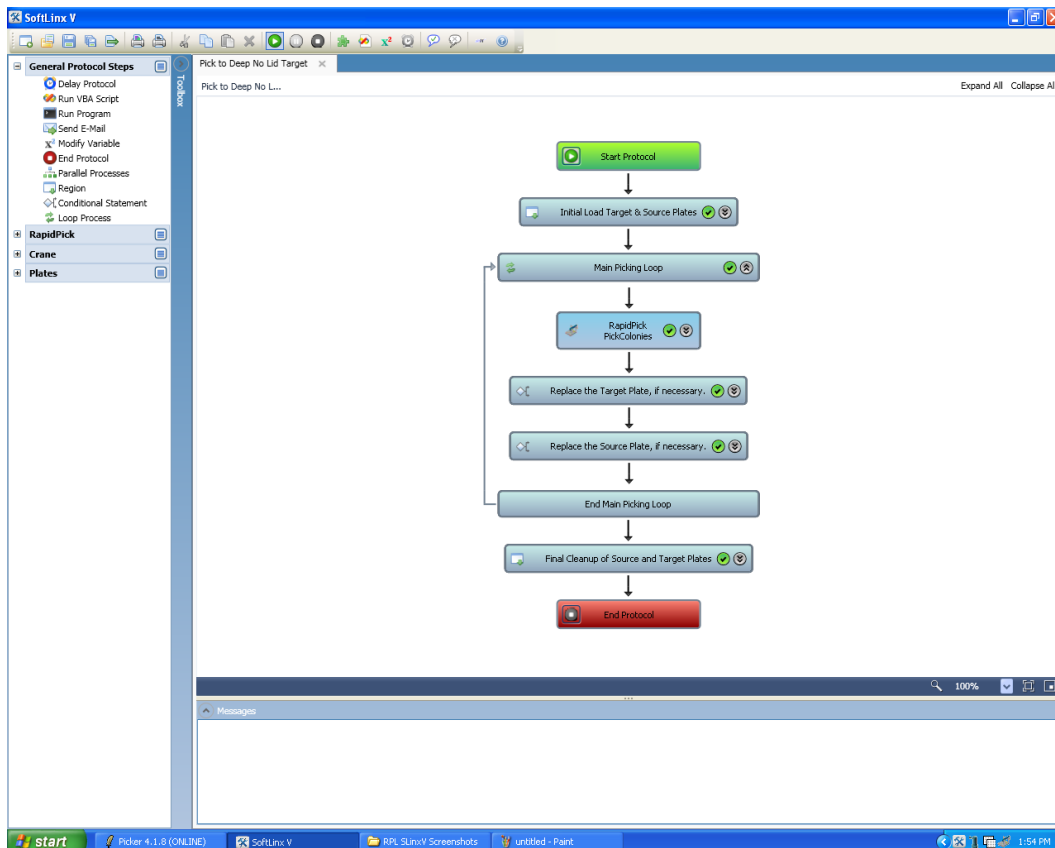 SoftLinx V
General Protocol Steps
Delay Protocol
Run VBA Script
Run Program
Send E-Mail
Modify Variable
End Protocol
Parallel Processes
Region
Conditional Statement
Loop Process
RapidPick
Crane
Plates
Toolbox
Pick to Deep No Lid Target
Pick to Deep No L...
Expand All Collapse Al
Start Protocol
Initial Load Target & Source Plates
Main Picking Loop
RapidPick
PickColonies
Replace the Target Plate, if necessary.
Replace the Source Plate, if necessary.
End Main Picking Loop
Final Cleanup of Source and Target Plates
End Protocol
100%
Messages
start
Picker 4.1.8 (ONLINE)
SoftLinx V
RPL SLinxV Screenshots
untitled - Paint
1:54 PM